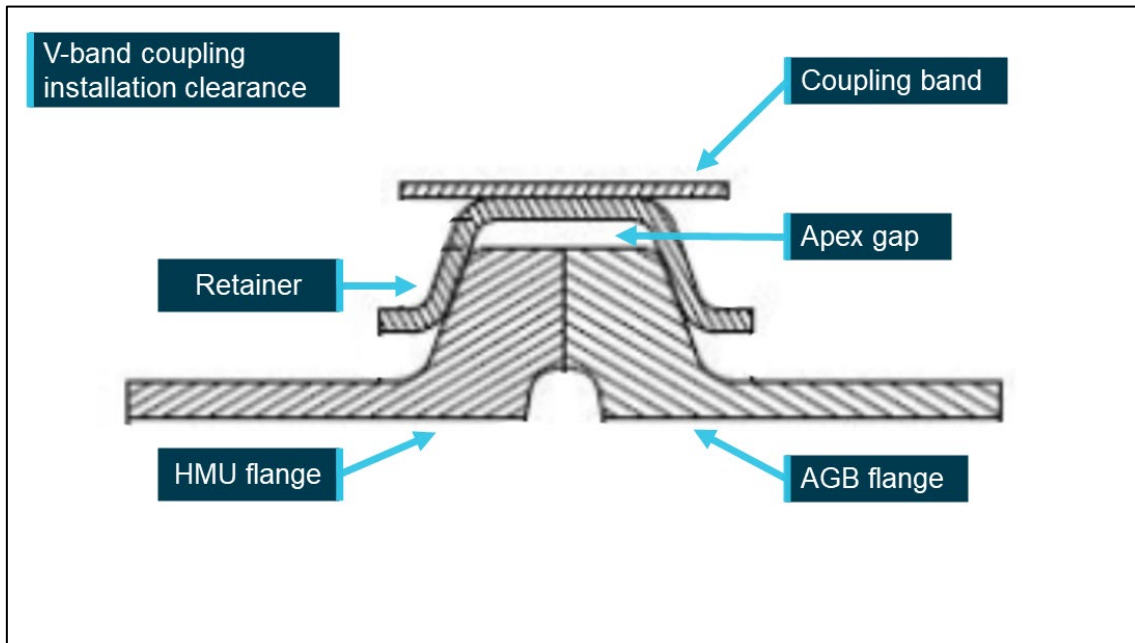 V-band coupling
installation clearance
Coupling band
Apex gap
Retainer
HMU flange
AGB flange